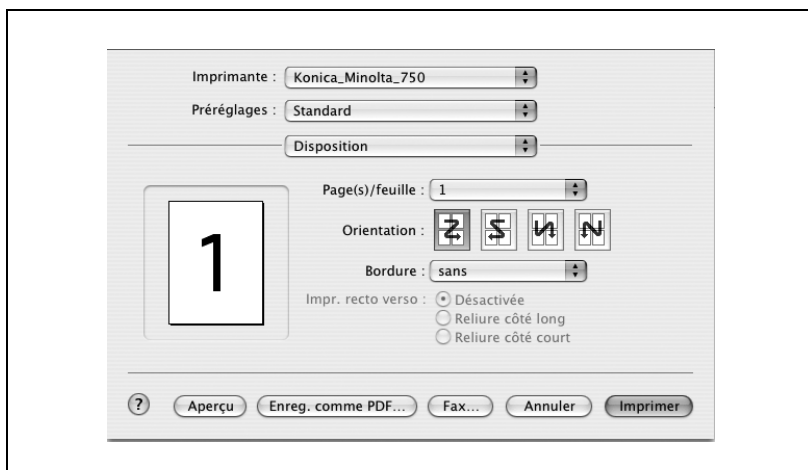 Imprimante : Konica_Minolta_750
Préréglages : Standard
Disposition
Page(s)/feuille : 1
1
Orientation :
Bordure : sans
Impr. recto verso : Désactivée
Reliure côté long
Reliure côté court
? Aperçu Enreg. comme PDF... Fax... Annuler Imprimer